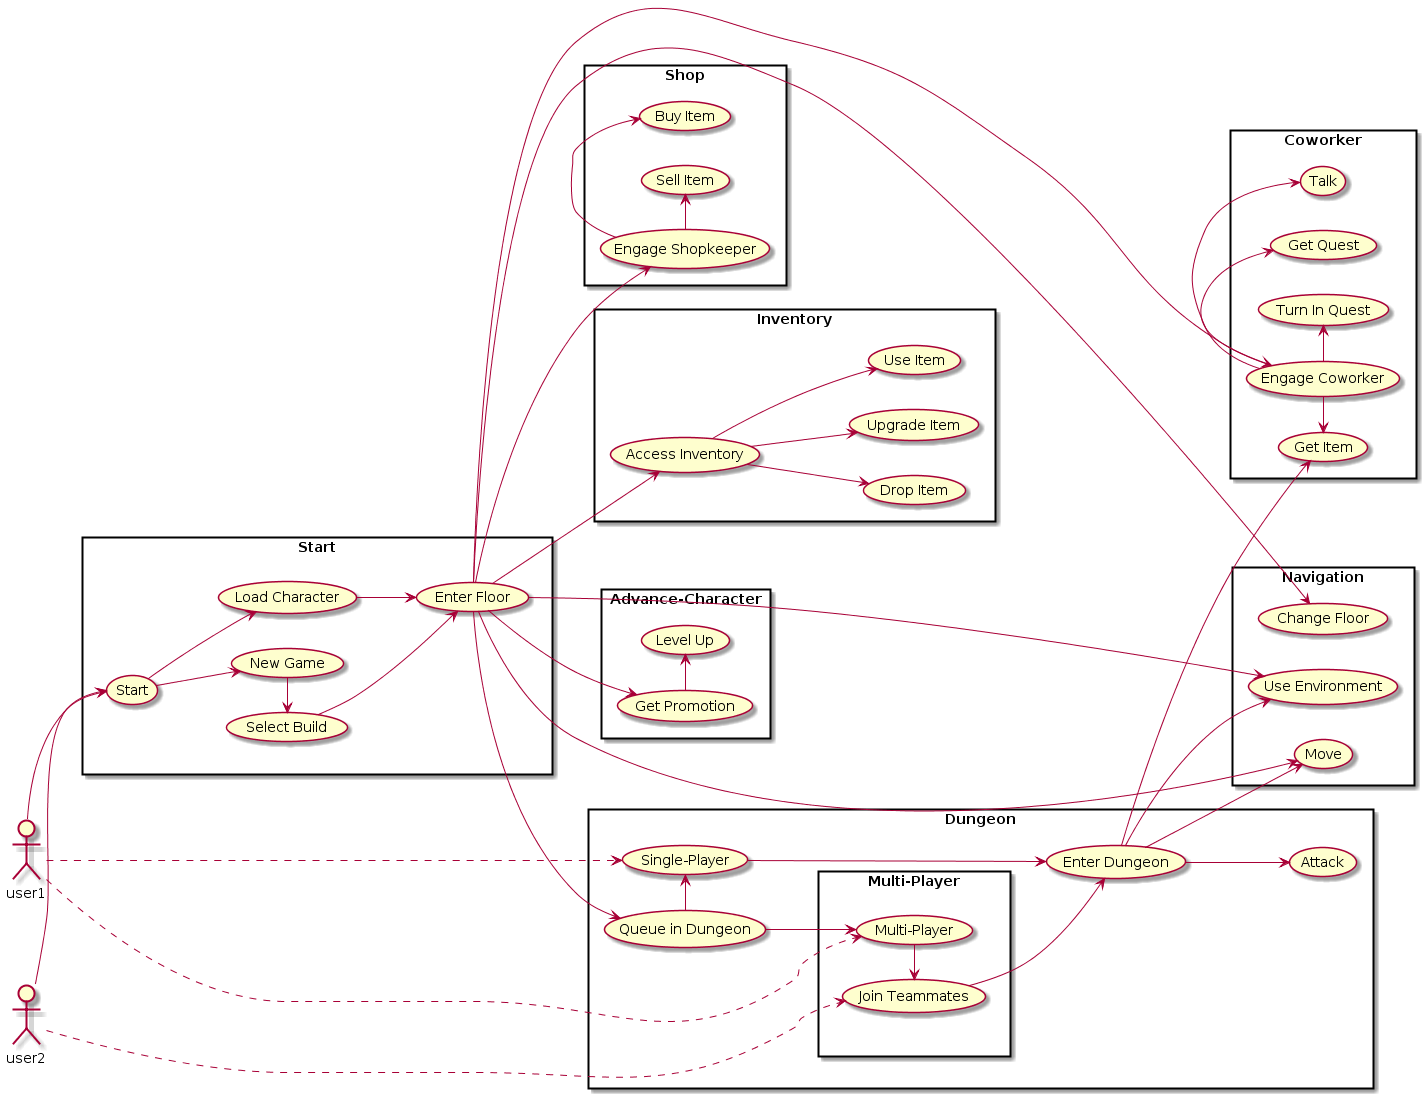 Shop
Buy Item
Sell Item
Engage Shopkeeper
Coworker
Talk
Get Quest
Turn In Quest
Engage Coworker
Get Item
Inventory
Use Item
Upgrade Item
Access Inventory
Drop Item
Start
Load Character
Enter Floor
New Game
Start
Select Build
Advance-Character
Level Up
Get Promotion
Navigation
Change Floor
Use Environment
Move
Dungeon
Single-Player
Enter Dungeon
Attack
Multi-Player
Queue in Dungeon
Multi-Player
Join Teammates
user1
user2